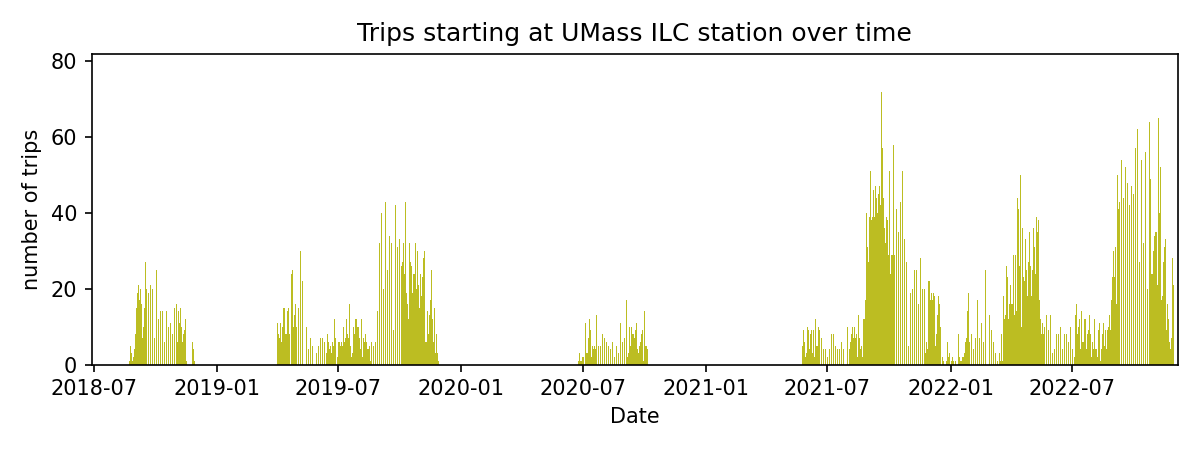 Trips starting at UMass ILC station over time
number of trips
80
60
40
20
0
2018-07 2019-01 2019-07 2020-01 2020-07 2021-01 2021-07 2022-01 2022-07
Date